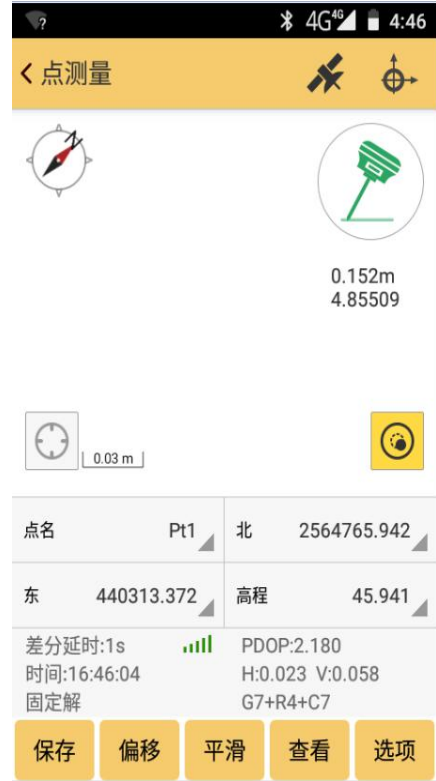 ? 4G 4G 4:46
点测量
N
0.152m
4.85509
0.03 m
点名 Pt1 北 2564765.942
东 440313.372 高程 45.941
差分延时:1s PDOP:2.180
时间:16:46:04 H:0.023 V:0.058
固定解 G7+R4+C7
保存 偏移 平滑 查看 选项